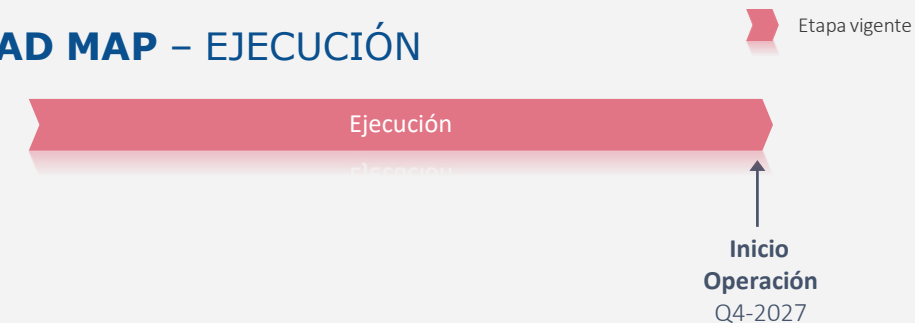 AD MAP – EJECUCIÓN
Etapa vigente
Ejecución
Inicio
Operación
Q4-2027